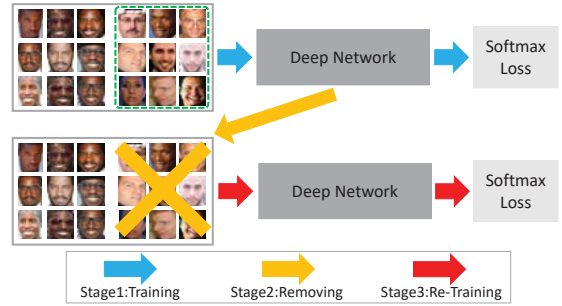 Deep Network
Softmax
Loss
Deep Network
Softmax
Loss
Stage1:Training
Stage2:Removing
Stage3:Re-Training